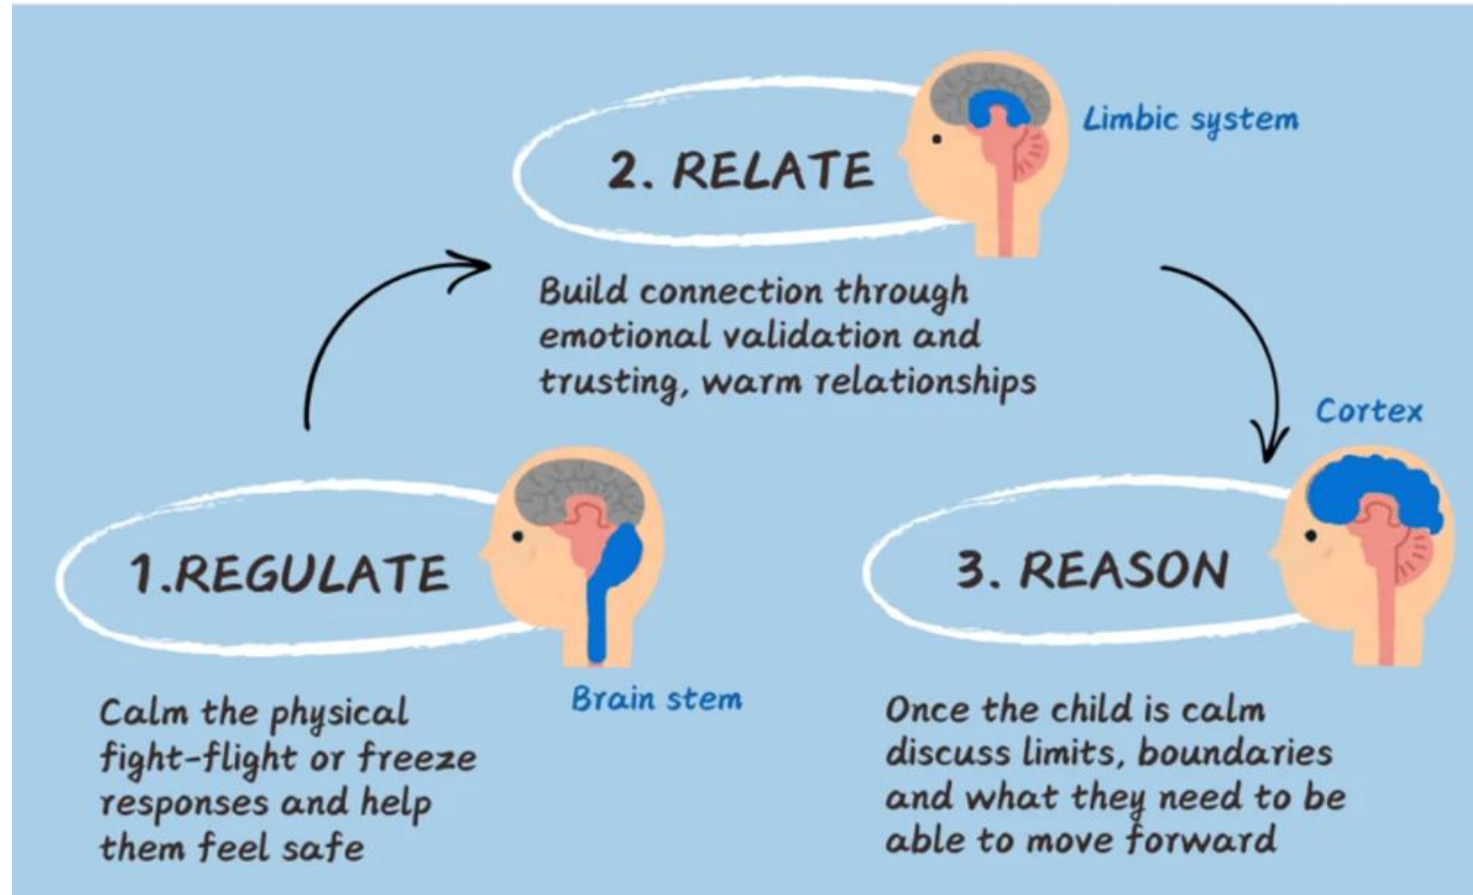 1.REGULATE
Brain stem
Calm the physical
fight-flight or freeze
responses and help
them feel safe
2. RELATE
Limbic system
Build connection through
emotional validation and
trusting, warm relationships
3. REASON
Cortex
Once the child is calm
discuss limits, boundaries
and what they need to be
able to move forward